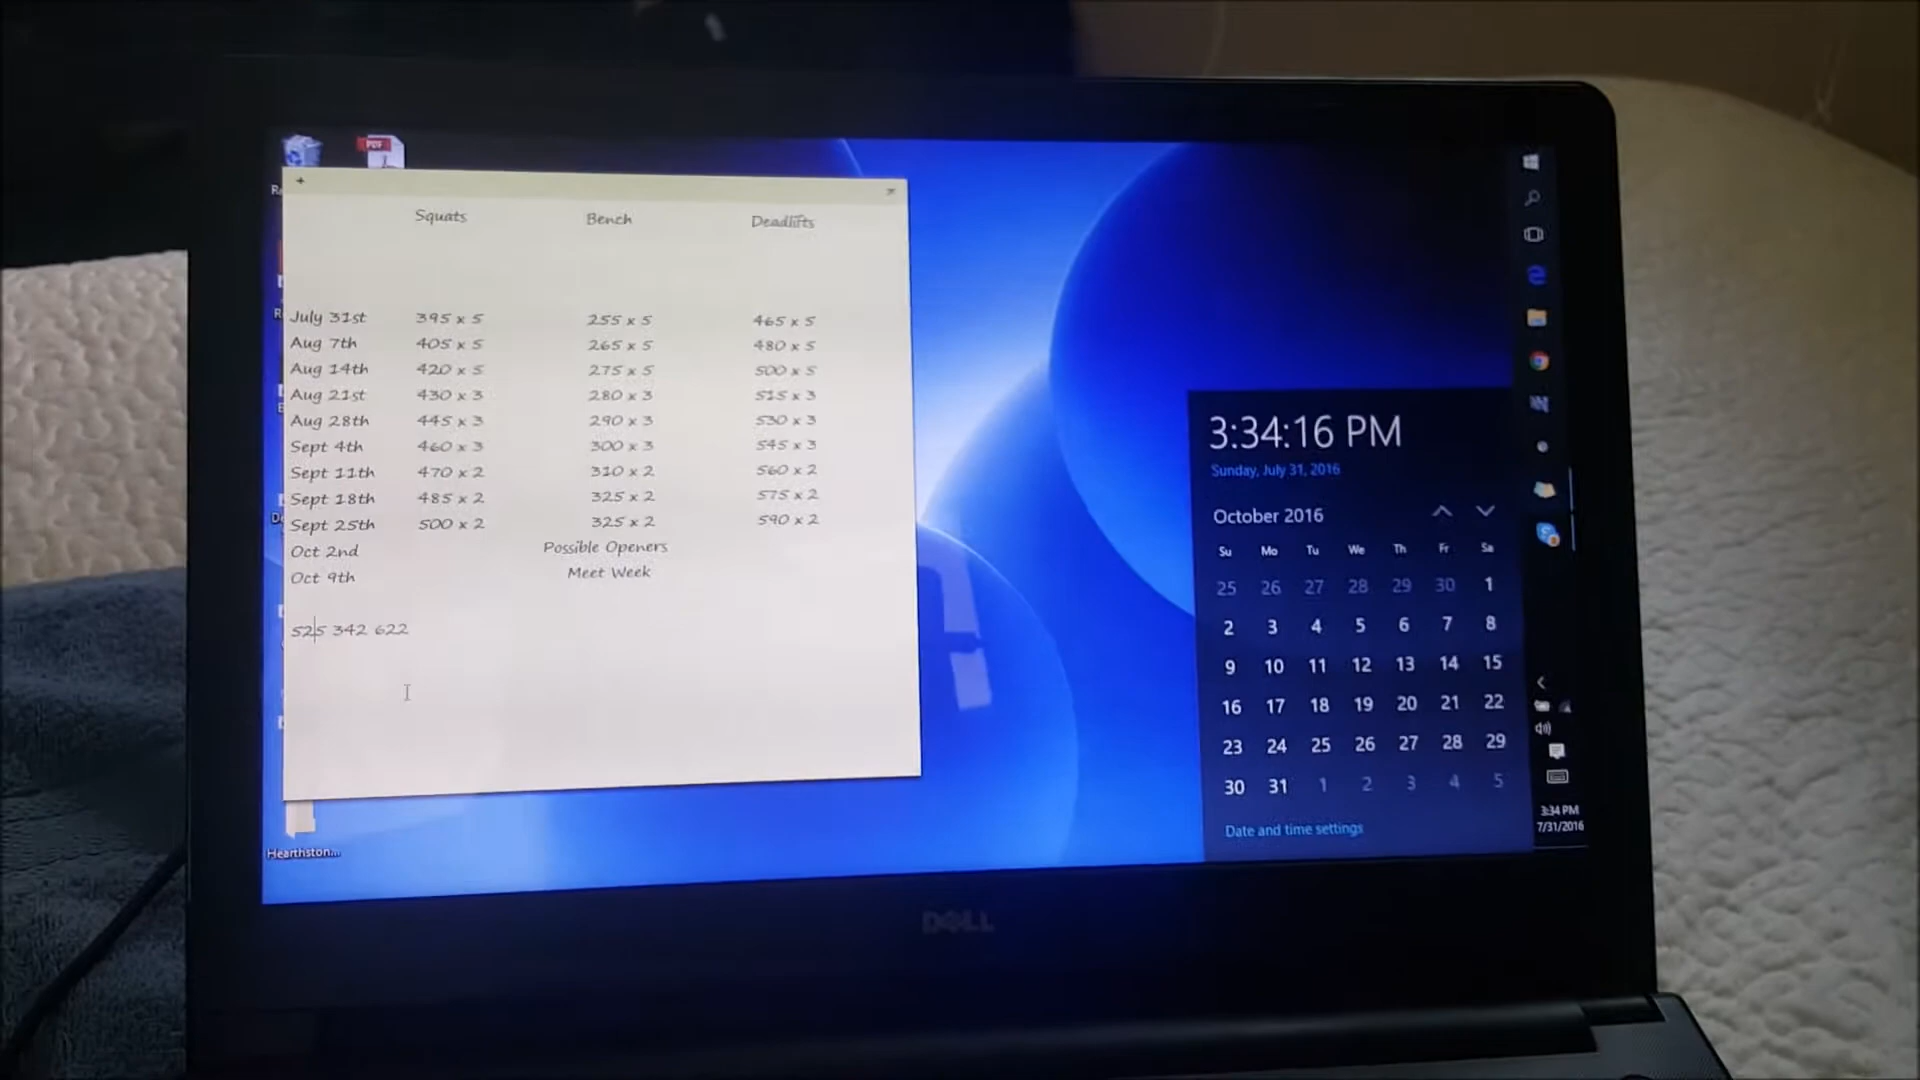 PDF
Squats Bench Deadlifts
July 31st 395 x 5 255 x 5 465 x 5
Aug 7th 405 x 5 265 x 5 480 x 5
Aug 14th 420 x 5 275 x 5 500 x 5
Aug 21st 430 x 3 280 x 3 515 x 3
Aug 28th 445 x 3 290 x 3 530 x 3
Sept 4th 460 x 3 300 x 3 545 x 3
Sept 11th 470 x 2 310 x 2 560 x 2
Sept 18th 485 x 2 325 x 2 575 x 2
Sept 25th 500 x 2 325 x 2 590 x 2
Oct 2nd Possible Openers
Oct 9th Meet Week
525 342 622
Hearthston...
3:34:16 PM
Sunday, July 31, 2016
October 2016
Su Mo Tu We Th Fr Sa
25 26 27 28 29 30 1
2 3 4 5 6 7 8
9 10 11 12 13 14 15
16 17 18 19 20 21 22
23 24 25 26 27 28 29
30 31 1 2 3 4 5
Date and time settings
3:34 PM
7/31/2016
DELL